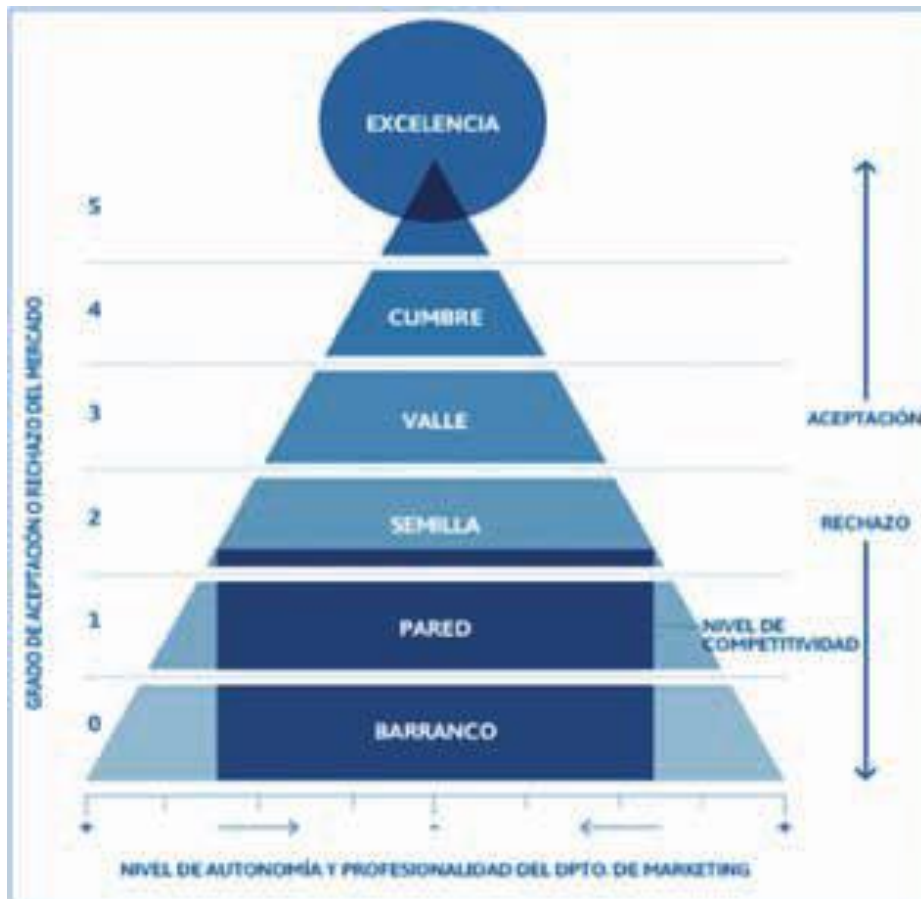 EXCELENCIA
5
4
CUMBRE
3
VALLE
ACEPTACIÓN
2
SEMILLA
RECHAZO
1
PARED
NIVEL DE
COMPETITIVIDAD
0
BARRANCO
GRADO DE ACEPTACIÓN O RECHAZO DEL MERCADO
+ - +
NIVEL DE AUTONOMÍA Y PROFESIONALIDAD DEL DPTO. DE MARKETING